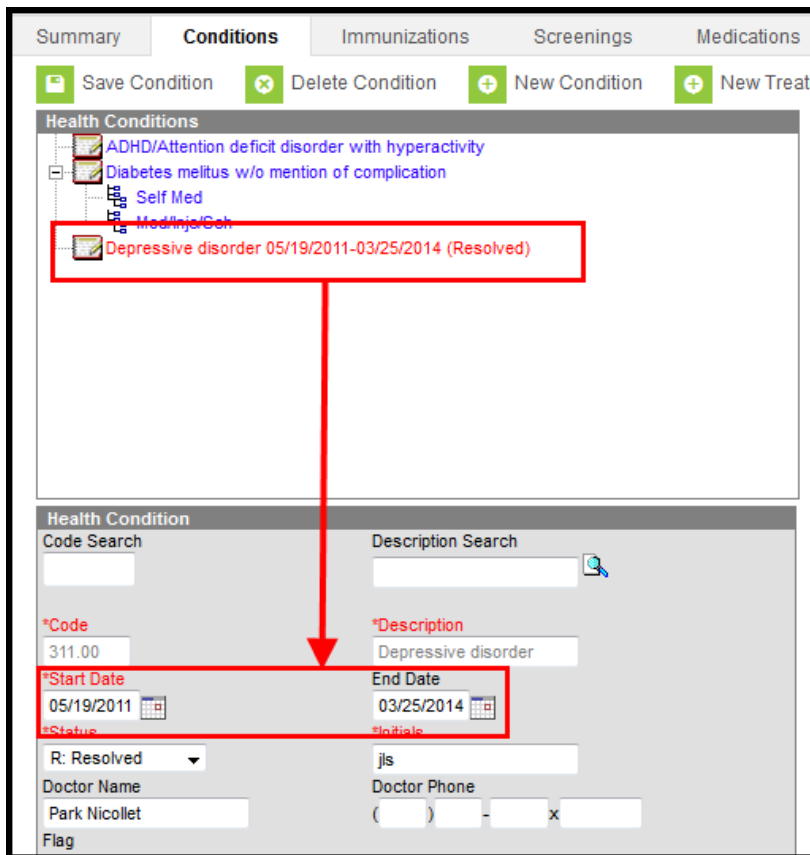 Summary Conditions Immunizations Screenings Medications
Save Condition Delete Condition New Condition New Treat
Health Conditions
ADHD/Attention deficit disorder with hyperactivity
Diabetes melitus w/o mention of complication
Self Med
Med/Inje/Sch
Depressive disorder 05/19/2011-03/25/2014 (Resolved)
Health Condition
Code Search Description Search
*Code *Description
311.00 Depressive disorder
*Start Date End Date
05/19/2011 03/25/2014
*Status *Initials
R: Resolved jls
Doctor Name Doctor Phone
Park Nicollet ( ) - x
Flag